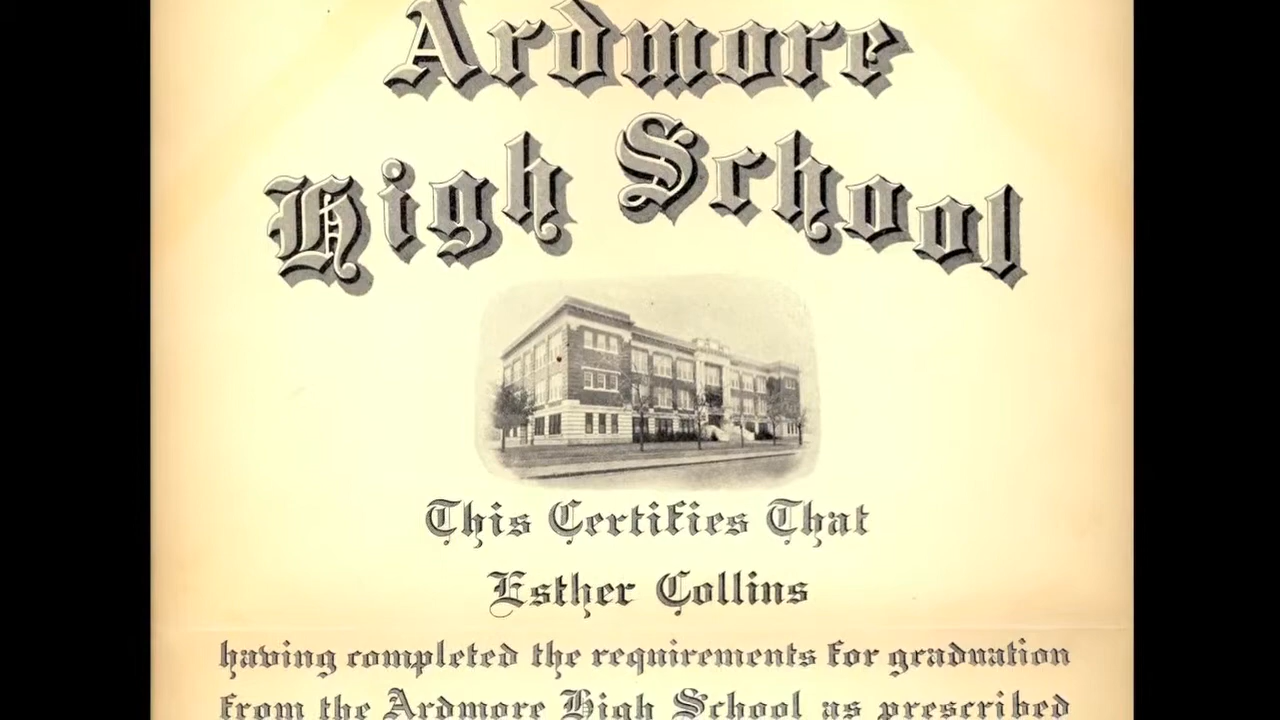 Ardmore
High School
This Certifies That
Esther Collins
having completed the requirements for graduation
from the Ardmore High School as prescribed